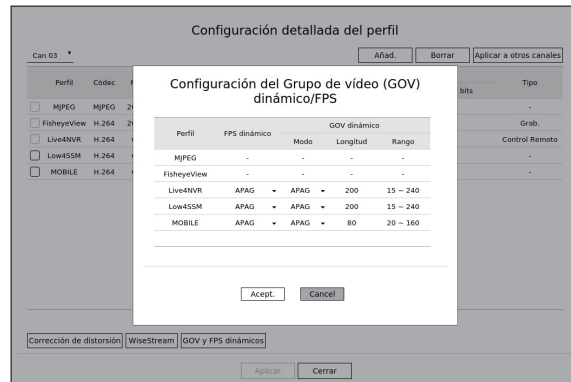 Configuración detallada del perfil
Can 03
Añad. Borrar Aplicar a otros canales
Perfil Códec bits Tipo
MJPEG MJPEG -
FisheyeView H.264 Grab.
Live4NVR H.264 Control Remoto
Low4SSM H.264 -
MOBILE H.264 -
Configuración del Grupo de vídeo (GOV)
dinámico/FPS
Perfil FPS dinámico GOV dinámico
Modo Longitud Rango
MJPEG - - - -
FisheyeView - - - -
Live4NVR APAG APAG 200 15 ~ 240
Low4SSM APAG APAG 200 15 ~ 240
MOBILE APAG APAG 80 20 ~ 160
Acept. Cancel
Corrección de distorsión WiseStream GOV y FPS dinámicos
Aplicar Cerrar